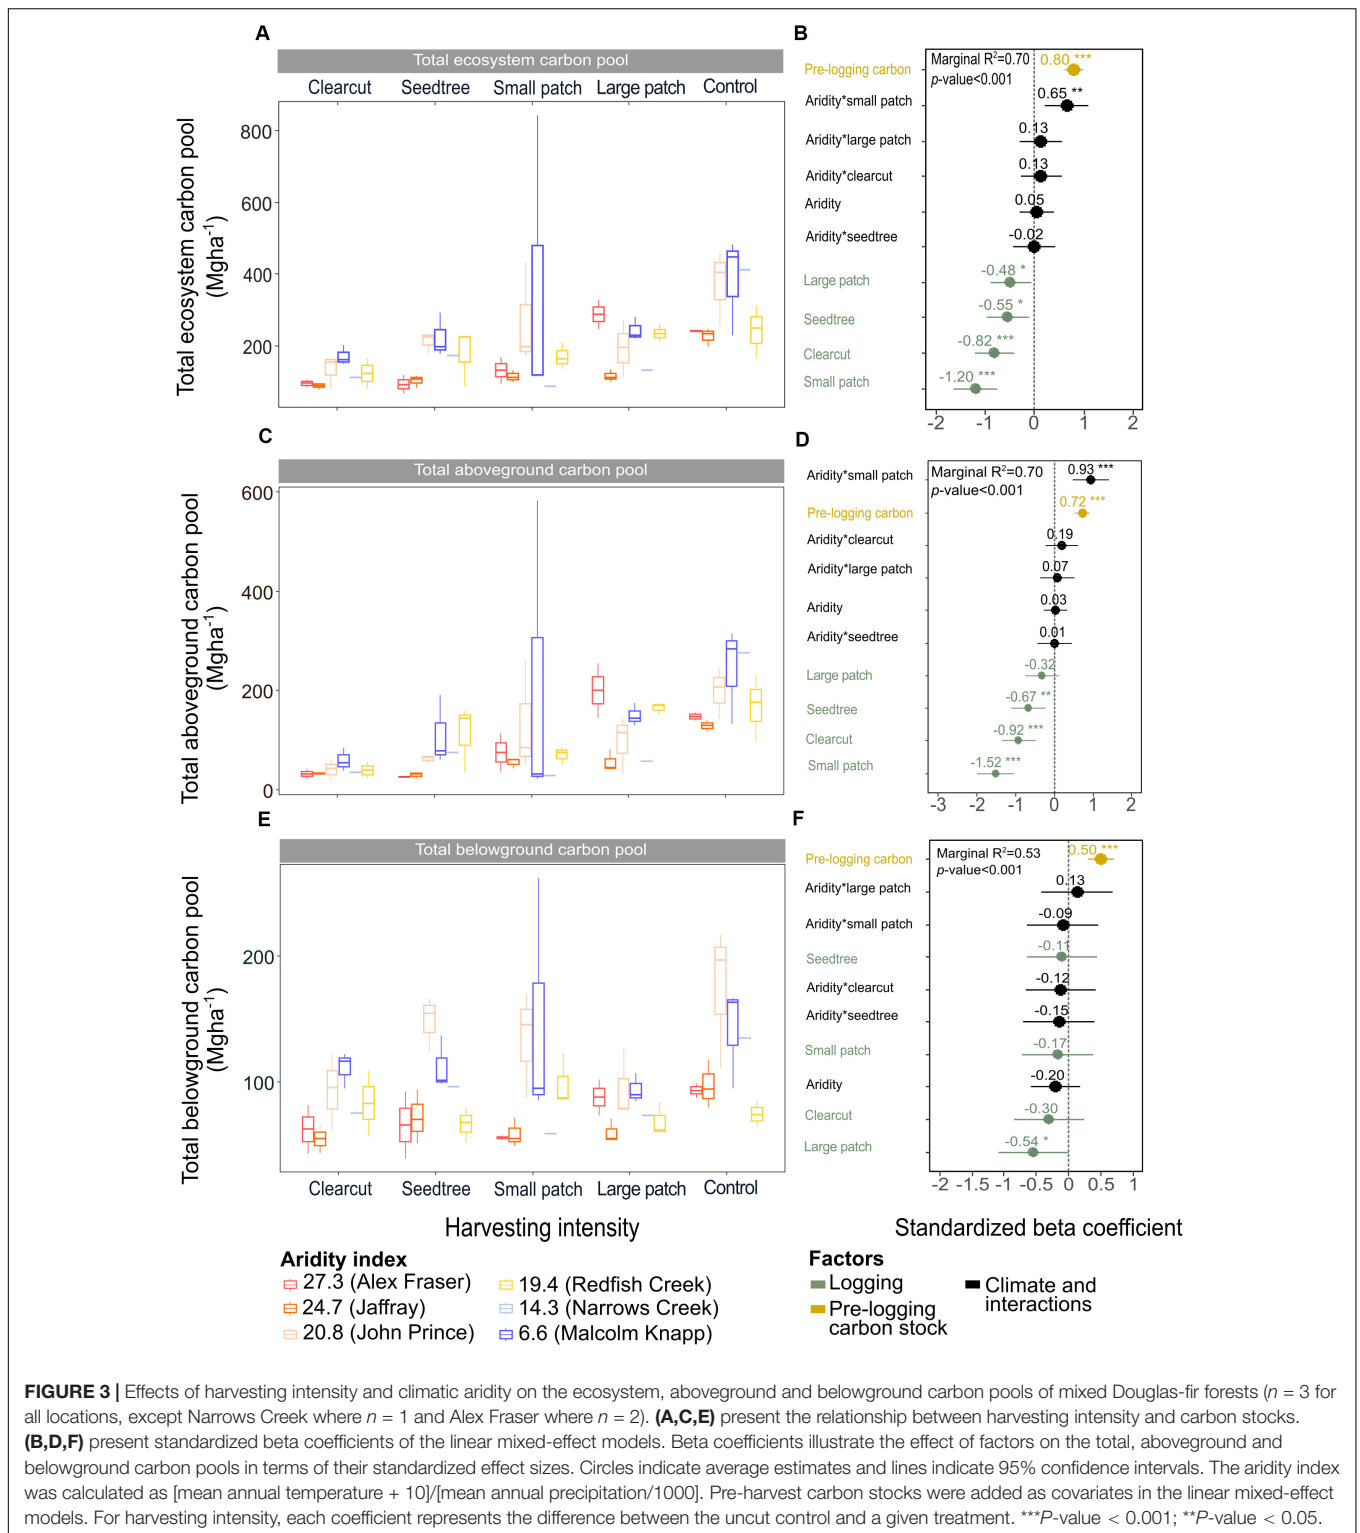 A
Total ecosystem carbon pool
Clearcut Seedtree Small patch Large patch Control
Total ecosystem carbon pool
(Mgha⁻¹)
800
600
400
200
B
Marginal R²=0.70
p-value<0.001
Pre-logging carbon 0.80 ***
Aridity*small patch 0.65 **
Aridity*large patch 0.13
Aridity*clearcut 0.13
Aridity 0.05
Aridity*seedtree -0.02
Large patch -0.48 *
Seedtree -0.55 *
Clearcut -0.82 ***
Small patch -1.20 ***
-2 -1 0 1 2
C
Total aboveground carbon pool
Total aboveground carbon pool
(Mgha⁻¹)
600
400
200
0
D
Marginal R²=0.70
p-value<0.001
Aridity*small patch 0.93 ***
Pre-logging carbon 0.72 ***
Aridity*clearcut 0.19
Aridity*large patch 0.07
Aridity 0.03
Aridity*seedtree 0.01
Large patch -0.32
Seedtree -0.67 **
Clearcut -0.92 ***
Small patch -1.52 ***
-3 -2 -1 0 1 2
E
Total belowground carbon pool
Total belowground carbon pool
(Mgha⁻¹)
200
100
Clearcut Seedtree Small patch Large patch Control
Harvesting intensity
F
Marginal R²=0.53
p-value<0.001
Pre-logging carbon 0.50 ***
Aridity*large patch 0.13
Aridity*small patch -0.09
Seedtree -0.11
Aridity*clearcut -0.12
Aridity*seedtree -0.15
Small patch -0.17
Aridity -0.20
Clearcut -0.30
Large patch -0.54 *
-2 -1.5 -1 -0.5 0 0.5 1
Standardized beta coefficient
Aridity index
27.3 (Alex Fraser)
24.7 (Jaffray)
20.8 (John Prince)
19.4 (Redfish Creek)
14.3 (Narrows Creek)
6.6 (Malcolm Knapp)
Factors
Logging
Pre-logging
carbon stock
Climate and
interactions
FIGURE 3 | Effects of harvesting intensity and climatic aridity on the ecosystem, aboveground and belowground carbon pools of mixed Douglas-fir forests (n = 3 for
all locations, except Narrows Creek where n = 1 and Alex Fraser where n = 2). (A,C,E) present the relationship between harvesting intensity and carbon stocks.
(B,D,F) present standardized beta coefficients of the linear mixed-effect models. Beta coefficients illustrate the effect of factors on the total, aboveground and
belowground carbon pools in terms of their standardized effect sizes. Circles indicate average estimates and lines indicate 95% confidence intervals. The aridity index
was calculated as [mean annual temperature + 10]/[mean annual precipitation/1000]. Pre-harvest carbon stocks were added as covariates in the linear mixed-effect
models. For harvesting intensity, each coefficient represents the difference between the uncut control and a given treatment. ***P-value < 0.001; **P-value < 0.05.